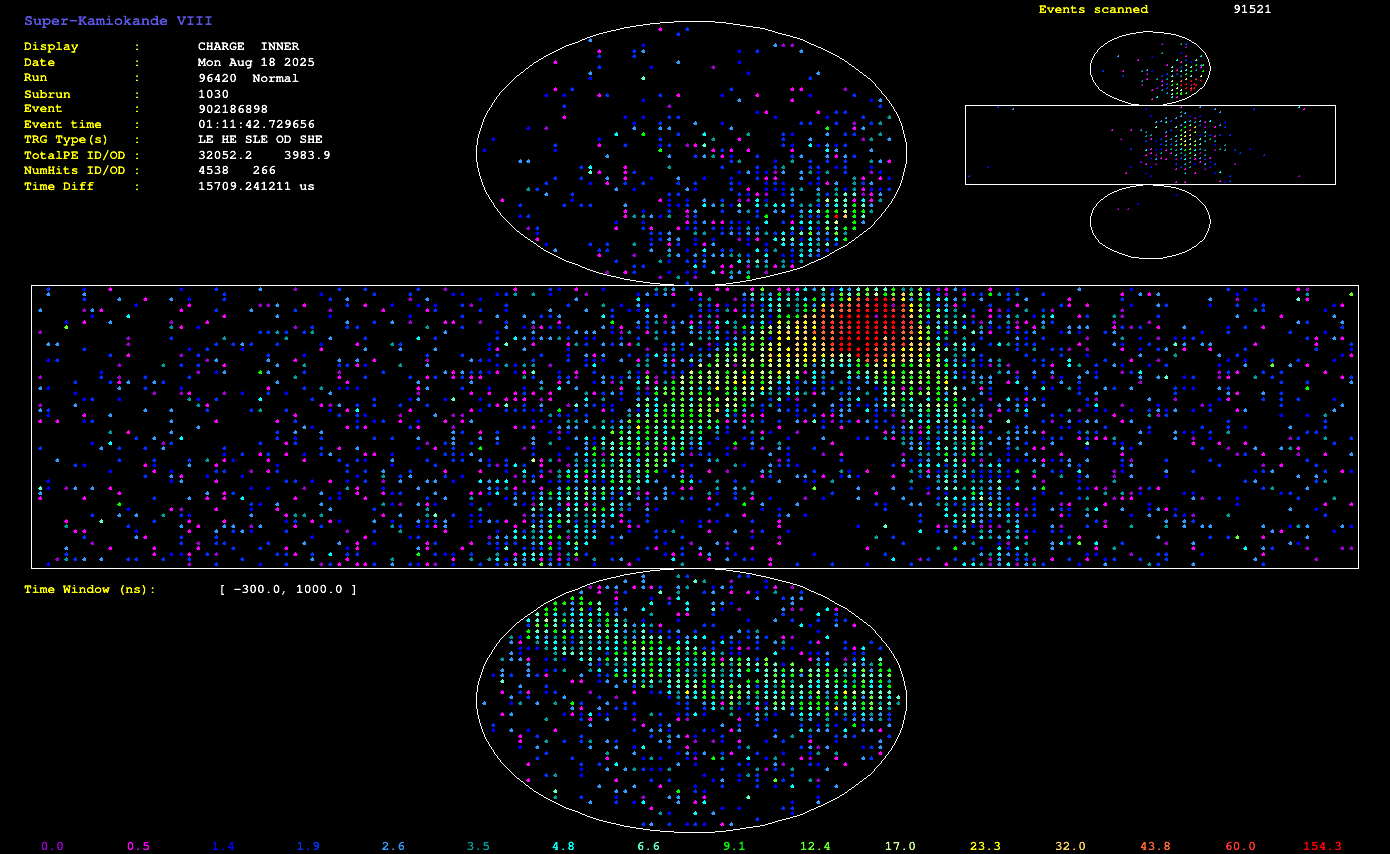 Super-Kamiokande VIII
Events scanned 91521
Display : CHARGE INNER
Date : Mon Aug 18 2025
Run : 96420 Normal
Subrun : 1030
Event : 902186898
Event time : 01:11:42.729656
TRG Type(s) : LE HE SLE OD SHE
TotalPE ID/OD : 32052.2 3983.9
NumHits ID/OD : 4538 266
Time Diff : 15709.241211 us
Time Window (ns): [ -300.0, 1000.0 ]
0.0 0.5 1.4 1.9 2.6 3.5 4.8 6.6 9.1 12.4 17.0 23.3 32.0 43.8 60.0 154.3